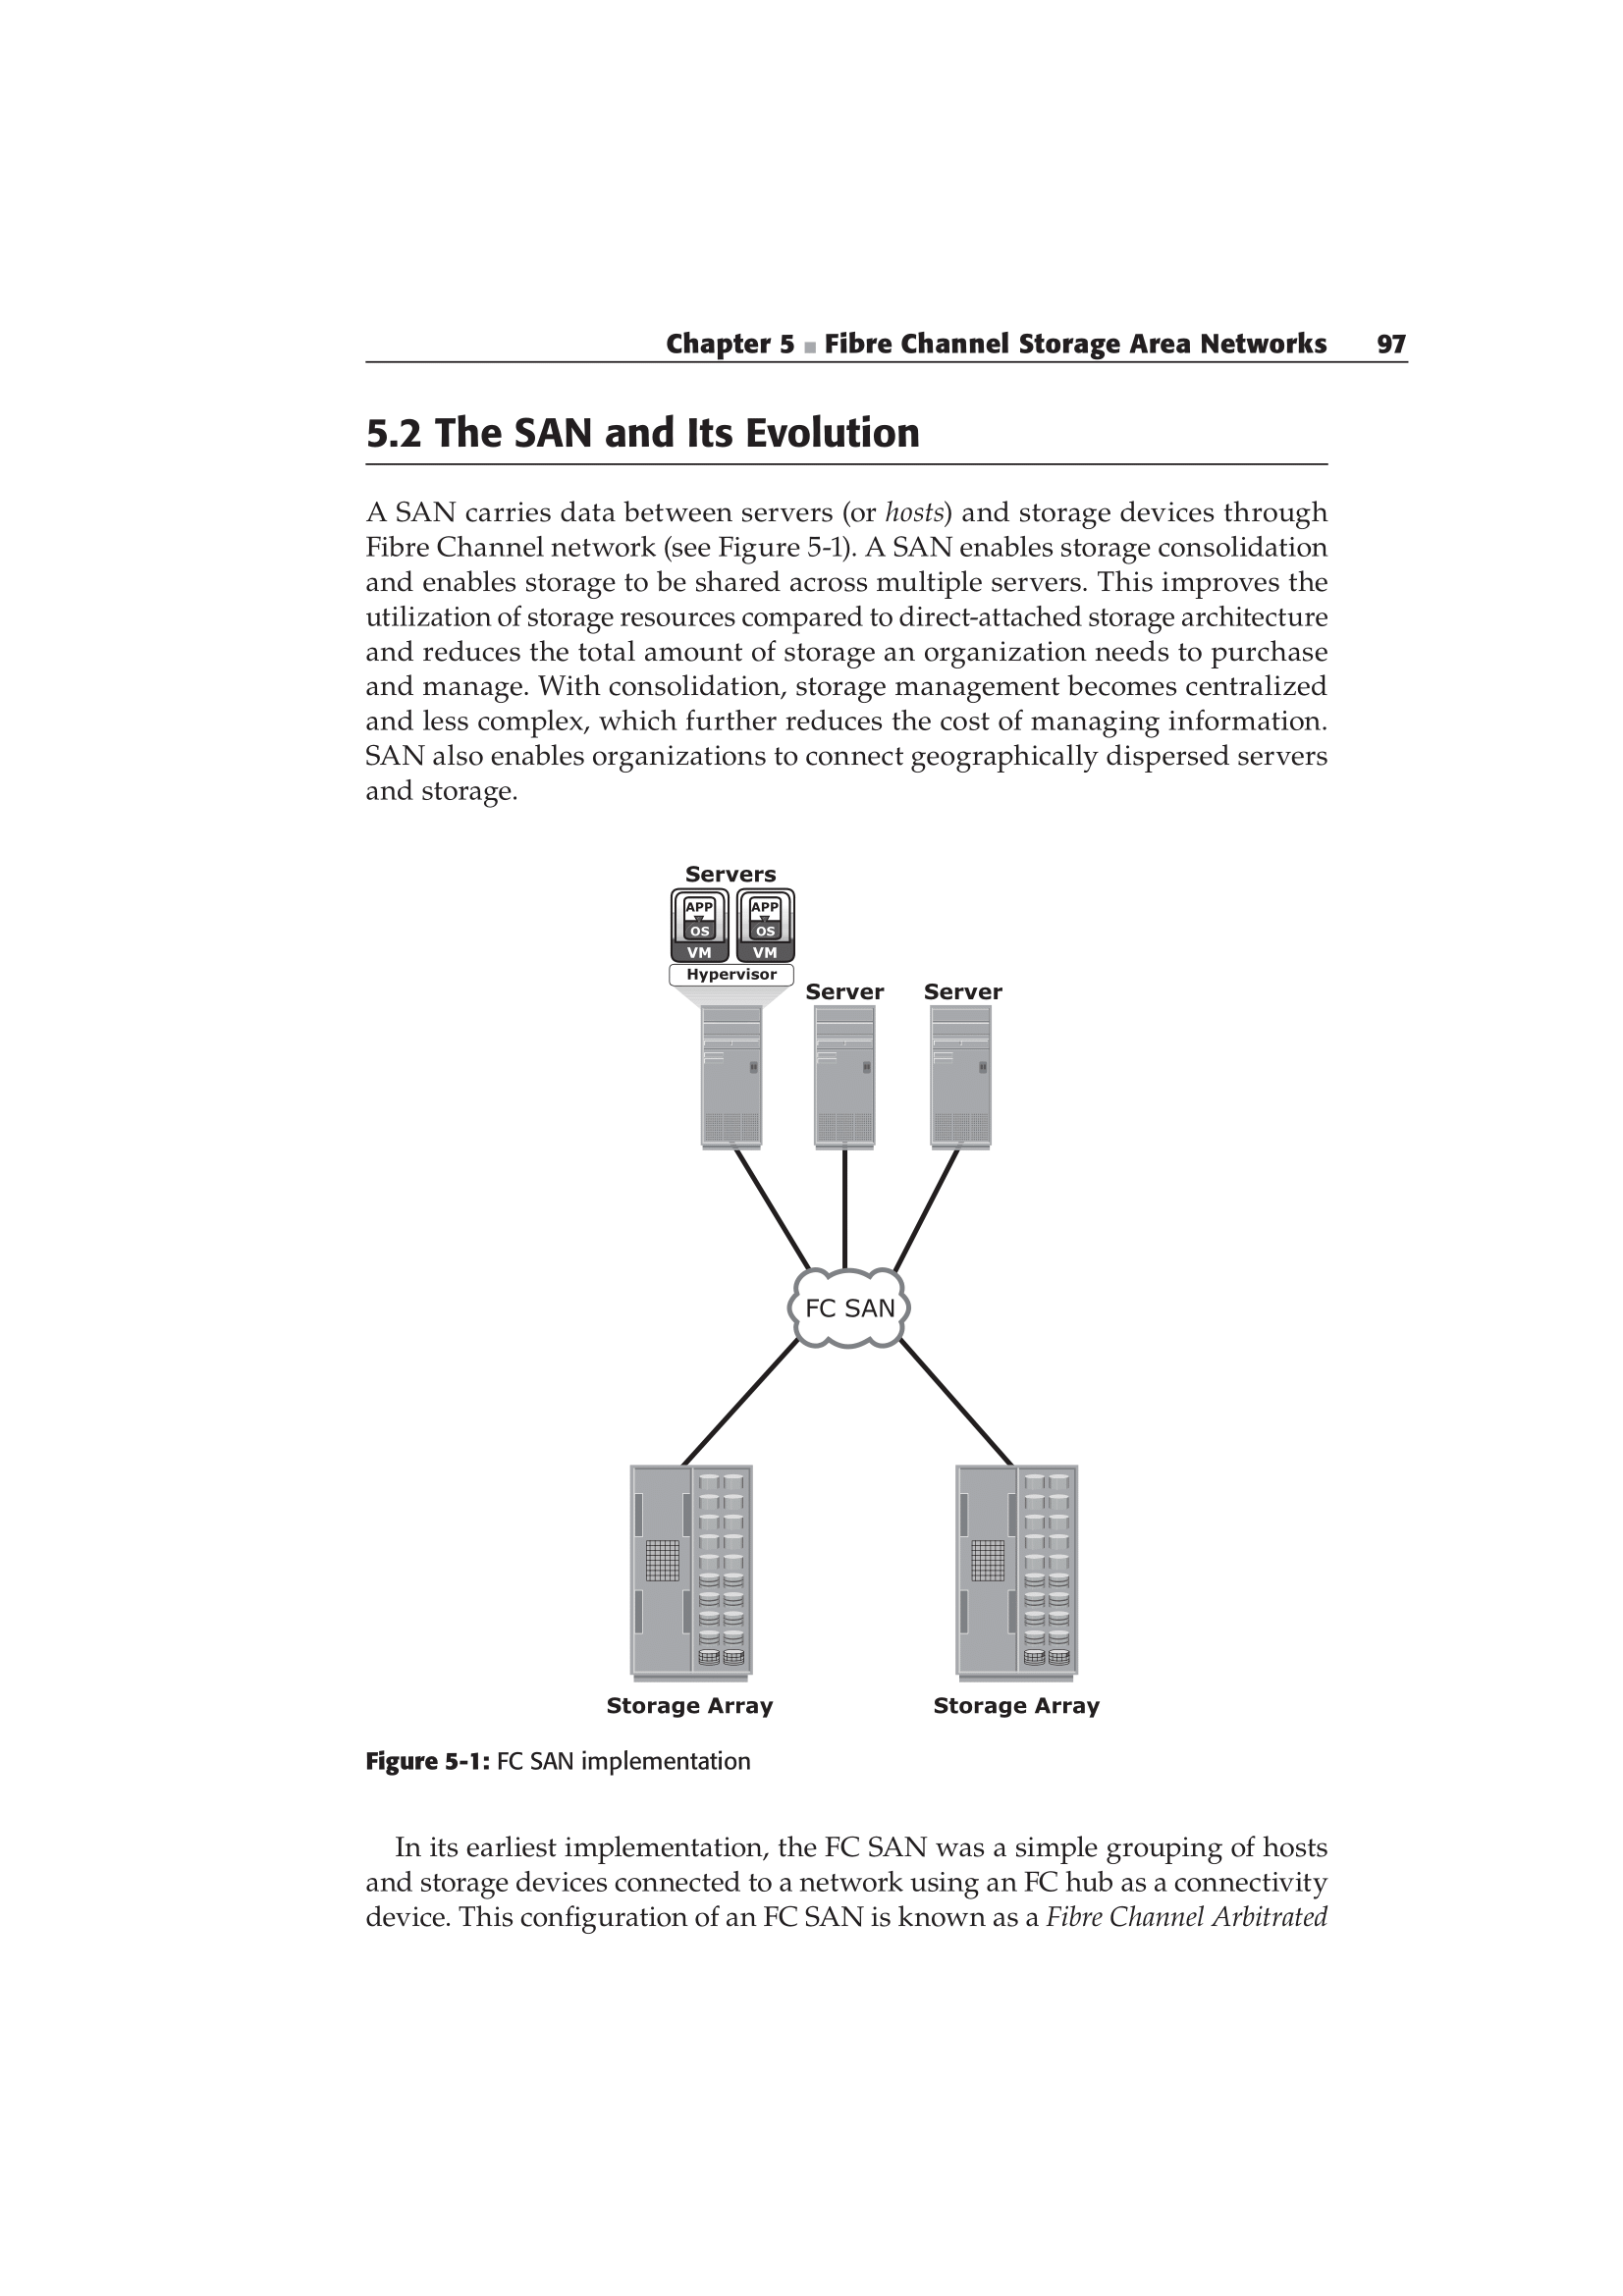 Chapter 5 ■ Fibre Channel Storage Area Networks 97
5.2 The SAN and Its Evolution
A SAN carries data between servers (or hosts) and storage devices through
Fibre Channel network (see Figure 5-1). A SAN enables storage consolidation
and enables storage to be shared across multiple servers. This improves the
utilization of storage resources compared to direct-attached storage architecture
and reduces the total amount of storage an organization needs to purchase
and manage. With consolidation, storage management becomes centralized
and less complex, which further reduces the cost of managing information.
SAN also enables organizations to connect geographically dispersed servers
and storage.
Servers
APP APP
OS OS
VM VM
Hypervisor
Server Server
FC SAN
Storage Array Storage Array
Figure 5-1: FC SAN implementation
In its earliest implementation, the FC SAN was a simple grouping of hosts
and storage devices connected to a network using an FC hub as a connectivity
device. This configuration of an FC SAN is known as a Fibre Channel Arbitrated